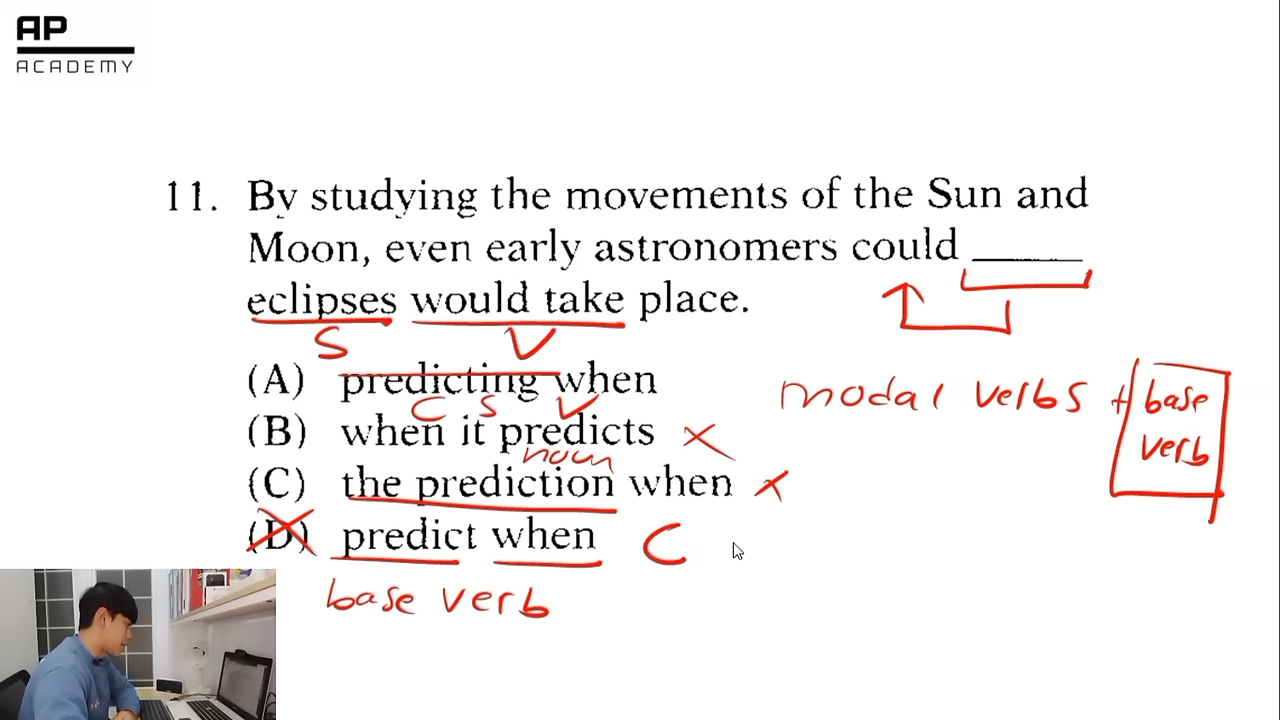 AP
ACADEMY
11. By studying the movements of the Sun and
Moon, even early astronomers could ______
eclipses would take place.
S V
(A) predicting when
C S V
(B) when it predicts ×
noun
(C) the prediction when ×
(D) predict when C
base verb
modal verbs + base
verb